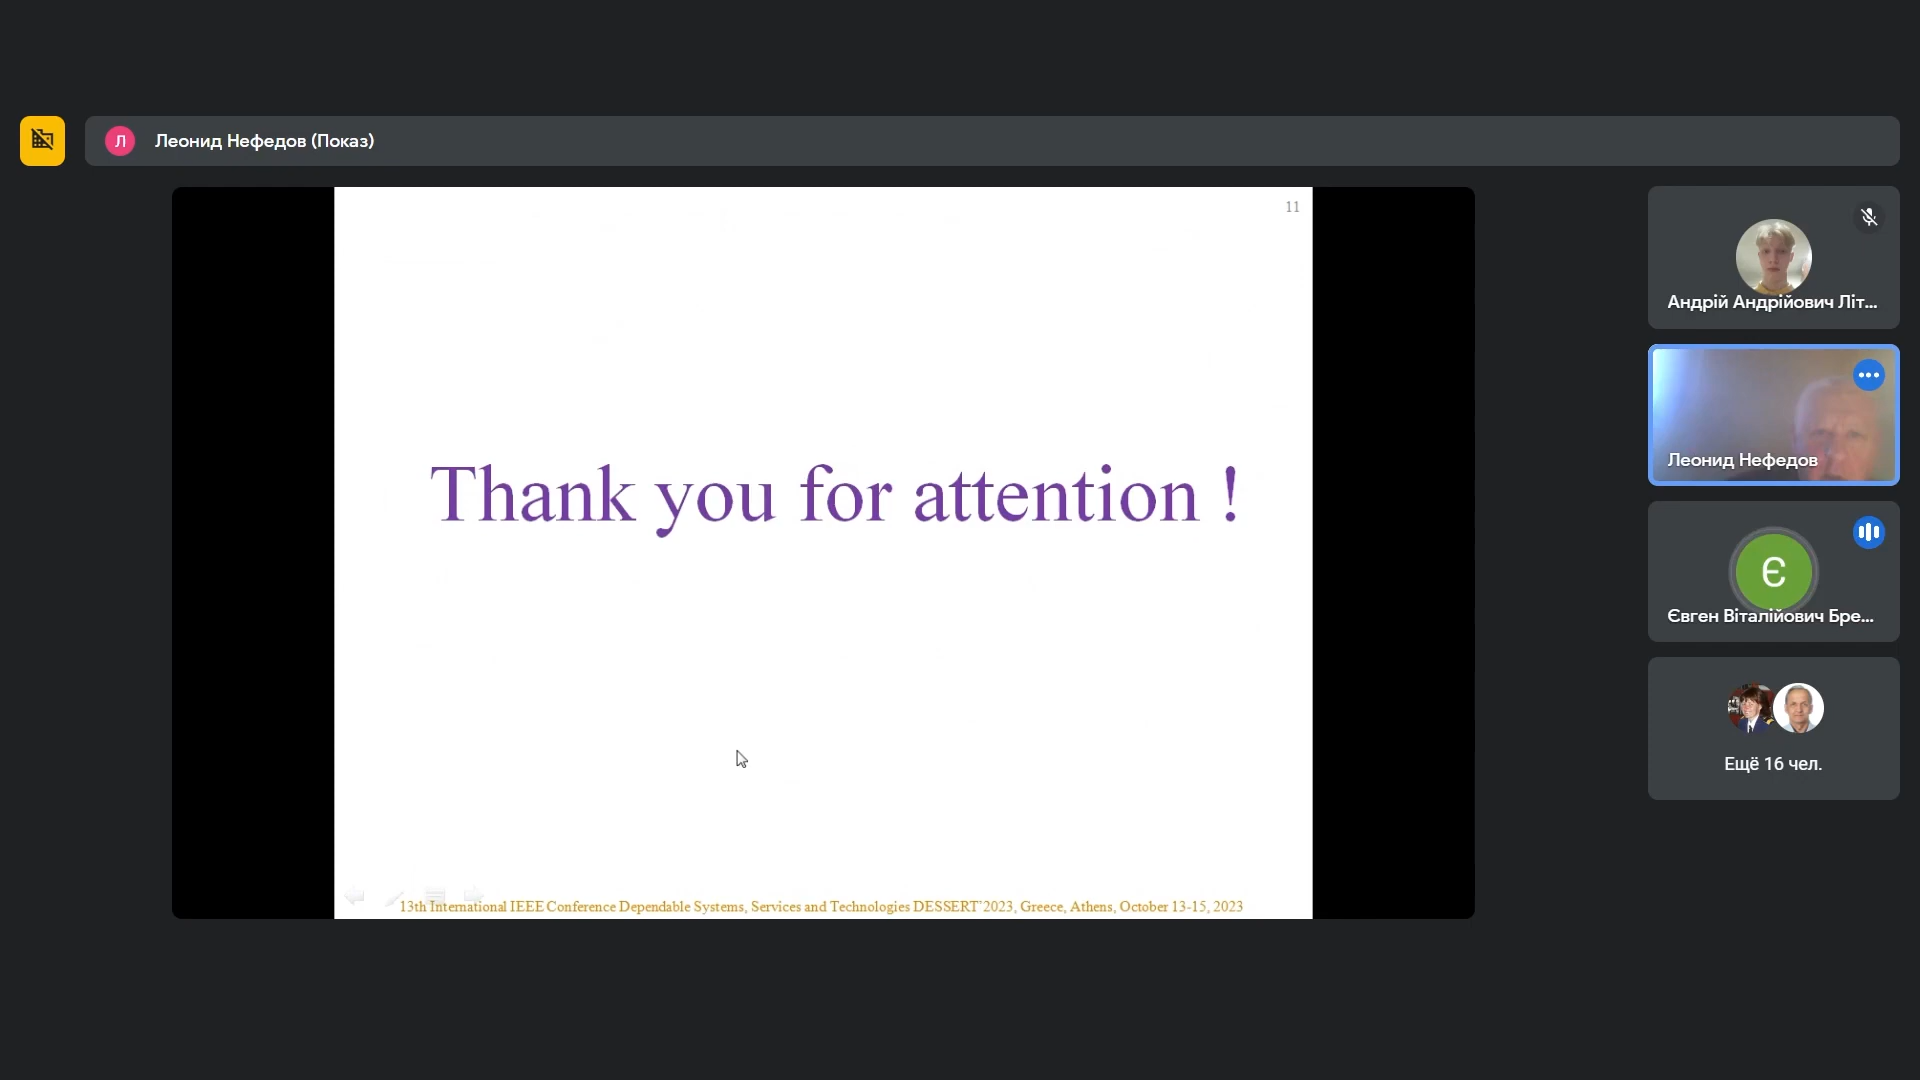 Л Леонид Нефедов (Показ)
11
Thank you for attention !
13th International IEEE Conference Dependable Systems, Services and Technologies DESSERT'2023, Greece, Athens, October 13-15, 2023
Андрій Андрійович Літ...
Леонид Нефедов
Є
Євген Віталійович Бре...
Ещё 16 чел.